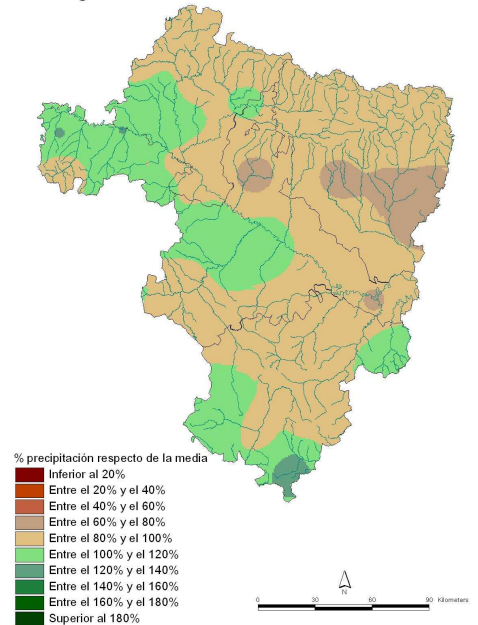 % precipitación respecto de la media
Inferior al 20%
Entre el 20% y el 40%
Entre el 40% y el 60%
Entre el 60% y el 80%
Entre el 80% y el 100%
Entre el 100% y el 120%
Entre el 120% y el 140%
Entre el 140% y el 160%
Entre el 160% y el 180%
Superior al 180%
N
0 30 60 90 Kilometers